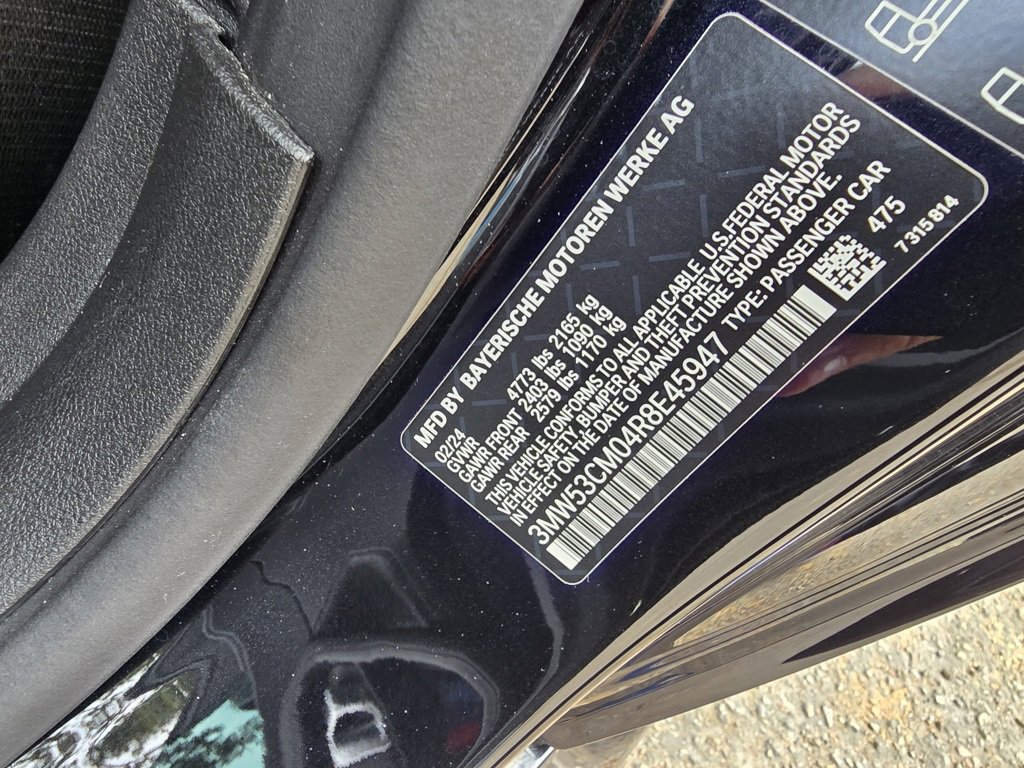 MFD BY BAYERISCHE MOTOREN WERKE AG
02/24
GVWR 4773 lbs 2165 kg
GAWR FRONT 2403 lbs 1090 kg
GAWR REAR 2579 lbs 1170 kg
THIS VEHICLE CONFORMS TO ALL APPLICABLE U.S.FEDERAL MOTOR
VEHICLE SAFETY, BUMPER AND THEFT PREVENTION STANDARDS
IN EFFECT ON THE DATE OF MANUFACTURE SHOWN ABOVE.
3MW53CM04R8E45947 TYPE: PASSENGER CAR
475
7315814